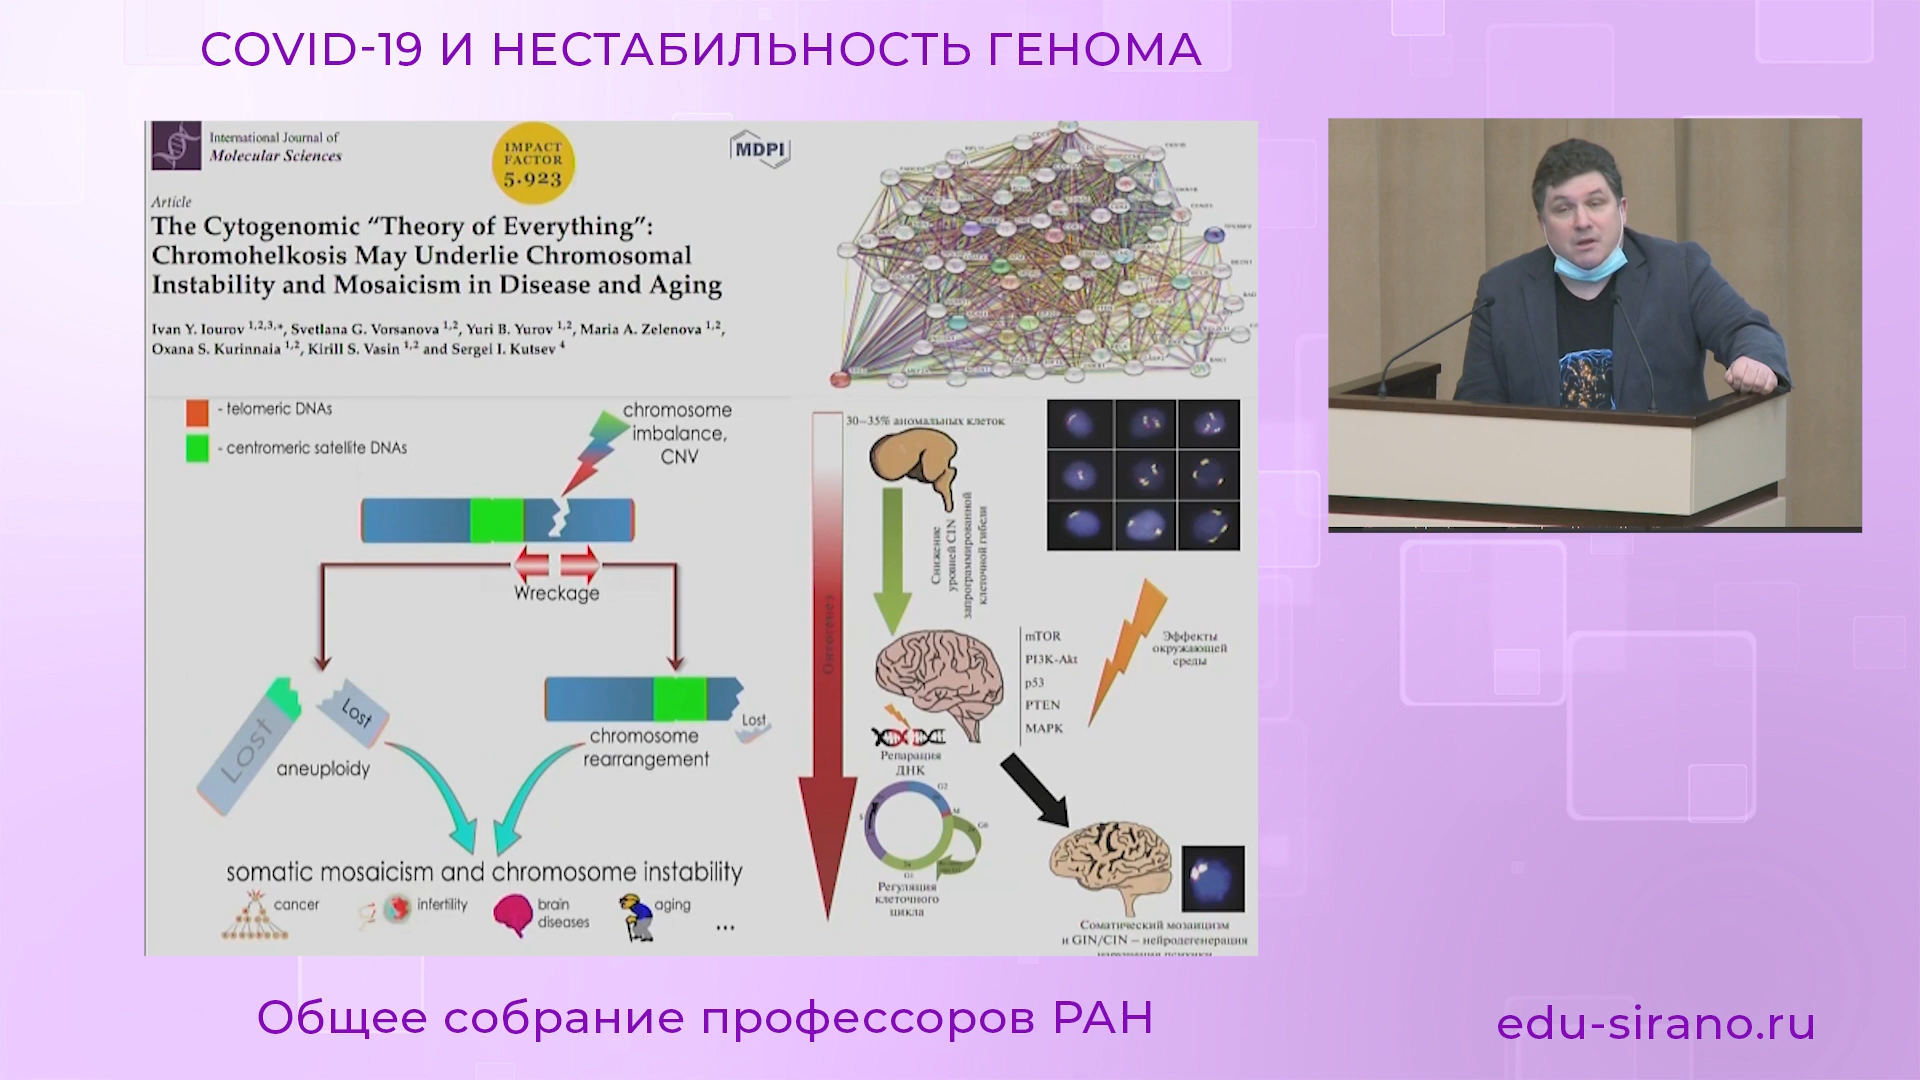 COVID-19 И НЕСТАБИЛЬНОСТЬ ГЕНОМА
International Journal of
Molecular Sciences
IMPACT
FACTOR
5.923
MDPI
Article
The Cytogenomic “Theory of Everything”:
Chromohelkosis May Underlie Chromosomal
Instability and Mosaicism in Disease and Aging
Ivan Y. Iourov 1,2,3,*, Svetlana G. Vorsanova 1,2, Yuri B. Yurov 1,2, Maria A. Zelenova 1,2,
Oxana S. Kurinnaia 1,2, Kirill S. Vasin 1,2 and Sergei I. Kutsev 4
- telomeric DNAs
- centromeric satellite DNAs
chromosome
imbalance,
CNV
Wreckage
Lost
Lost
aneuploidy
Lost
chromosome
rearrangement
somatic mosaicism and chromosome instability
cancer
infertility
brain
diseases
aging
...
30–35% аномальных клеток
Онтогенез
Снижение
уровней CIN
запрограммированной
клеточной гибели
mTOR
PI3K-Akt
p53
PTEN
MAPK
Эффекты
окружающей
среды
Репарация
ДНК
G2
M
G0
S
G1
Регуляция
клеточного
цикла
Соматический мозаицизм
и GIN/CIN – нейродегенерация
Общее собрание профессоров РАН
edu-sirano.ru